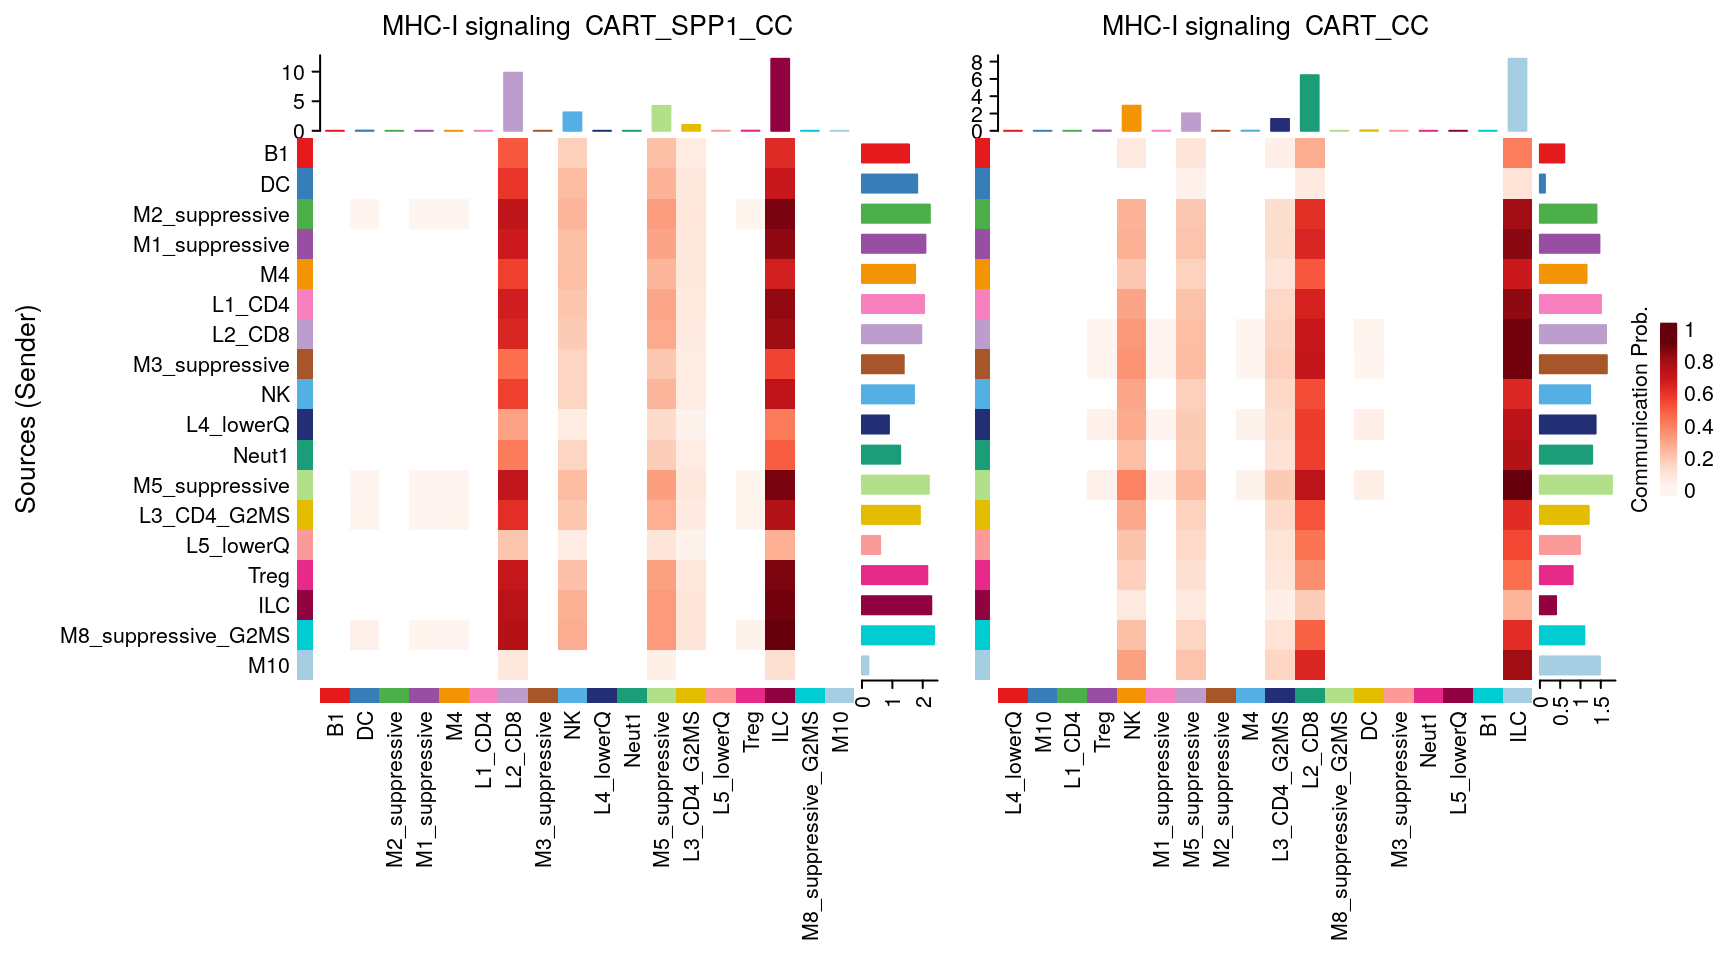 MHC-I signaling CART_SPP1_CC
MHC-I signaling CART_CC
10
5
0
8
6
4
2
0
Sources (Sender)
B1
DC
M2_suppressive
M1_suppressive
M4
L1_CD4
L2_CD8
M3_suppressive
NK
L4_lowerQ
Neut1
M5_suppressive
L3_CD4_G2MS
L5_lowerQ
Treg
ILC
M8_suppressive_G2MS
M10
0
1
2
0
0.5
1
1.5
B1
DC
M2_suppressive
M1_suppressive
M4
L1_CD4
L2_CD8
M3_suppressive
NK
L4_lowerQ
Neut1
M5_suppressive
L3_CD4_G2MS
L5_lowerQ
Treg
ILC
M8_suppressive_G2MS
M10
L4_lowerQ
M10
L1_CD4
Treg
NK
M1_suppressive
M5_suppressive
M2_suppressive
M4
L3_CD4_G2MS
L2_CD8
M8_suppressive_G2MS
DC
M3_suppressive
Neut1
L5_lowerQ
B1
ILC
Communication Prob.
1
0.8
0.6
0.4
0.2
0